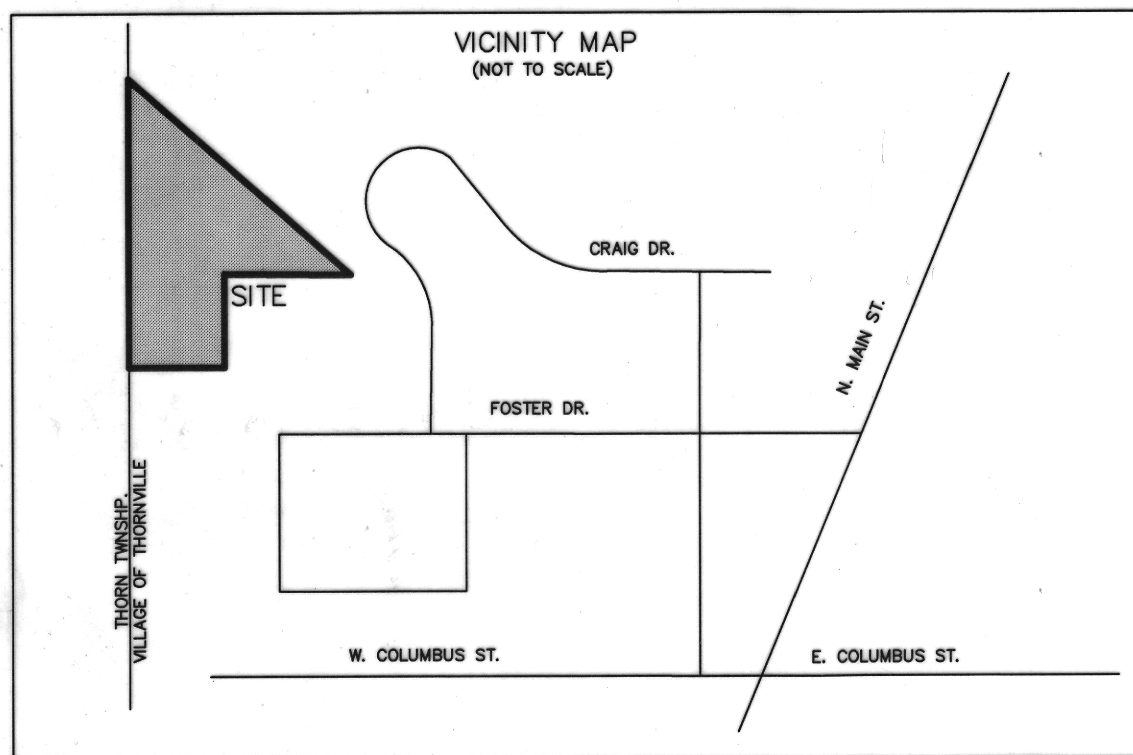 VICINITY MAP
(NOT TO SCALE)
CRAIG DR.
SITE
N. MAIN ST.
FOSTER DR.
THORN TWNSHP.
VILLAGE OF THORNVILLE
W. COLUMBUS ST.
E. COLUMBUS ST.